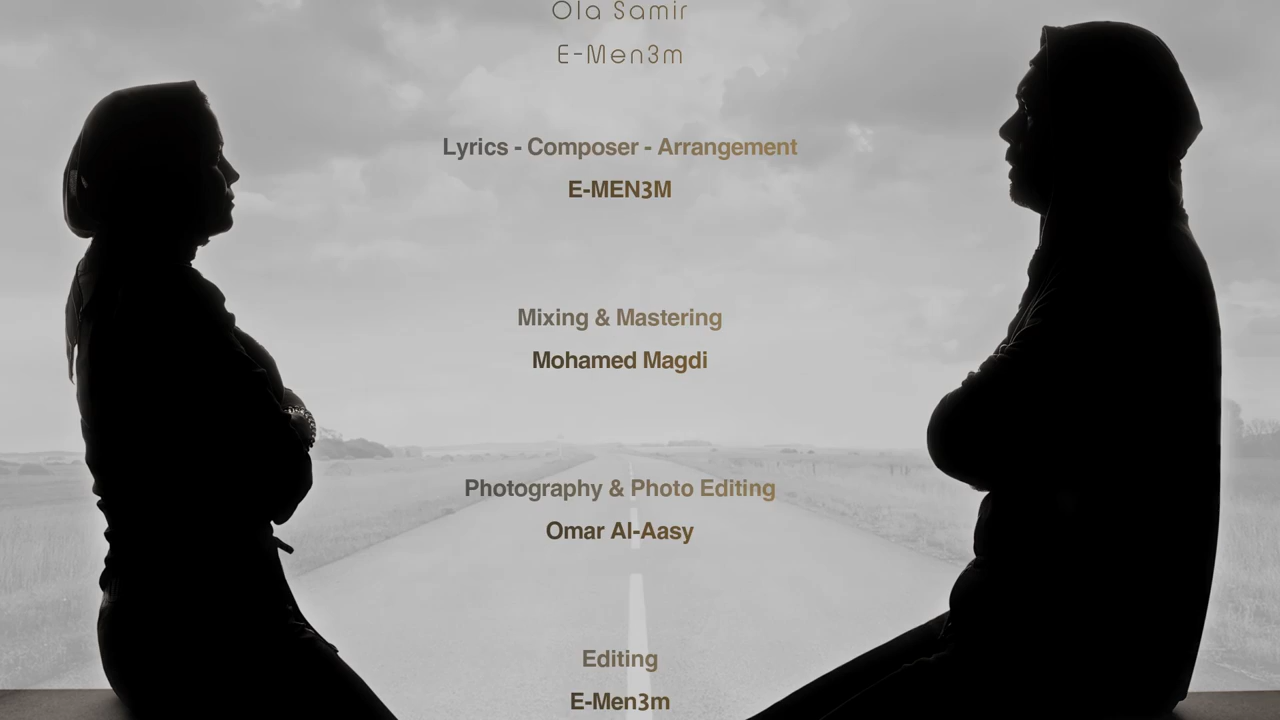 Ola Samir
E-Men3m
Lyrics - Composer - Arrangement
E-MEN3M
Mixing & Mastering
Mohamed Magdi
Photography & Photo Editing
Omar Al-Aasy
Editing
E-Men3m